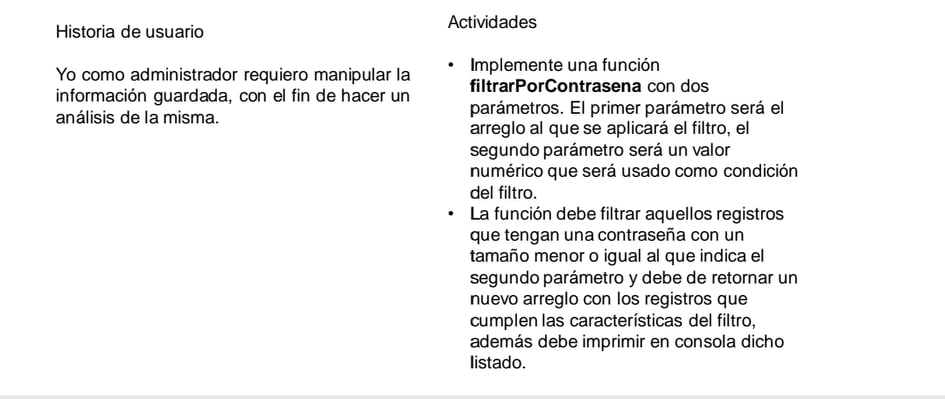 Historia de usuario
Yo como administrador requiero manipular la
información guardada, con el fin de hacer un
análisis de la misma.
Actividades
• Implemente una función
filtrarPorContrasena con dos
parámetros. El primer parámetro será el
arreglo al que se aplicará el filtro, el
segundo parámetro será un valor
numérico que será usado como condición
del filtro.
• La función debe filtrar aquellos registros
que tengan una contraseña con un
tamaño menor o igual al que indica el
segundo parámetro y debe de retornar un
nuevo arreglo con los registros que
cumplen las características del filtro,
además debe imprimir en consola dicho
listado.